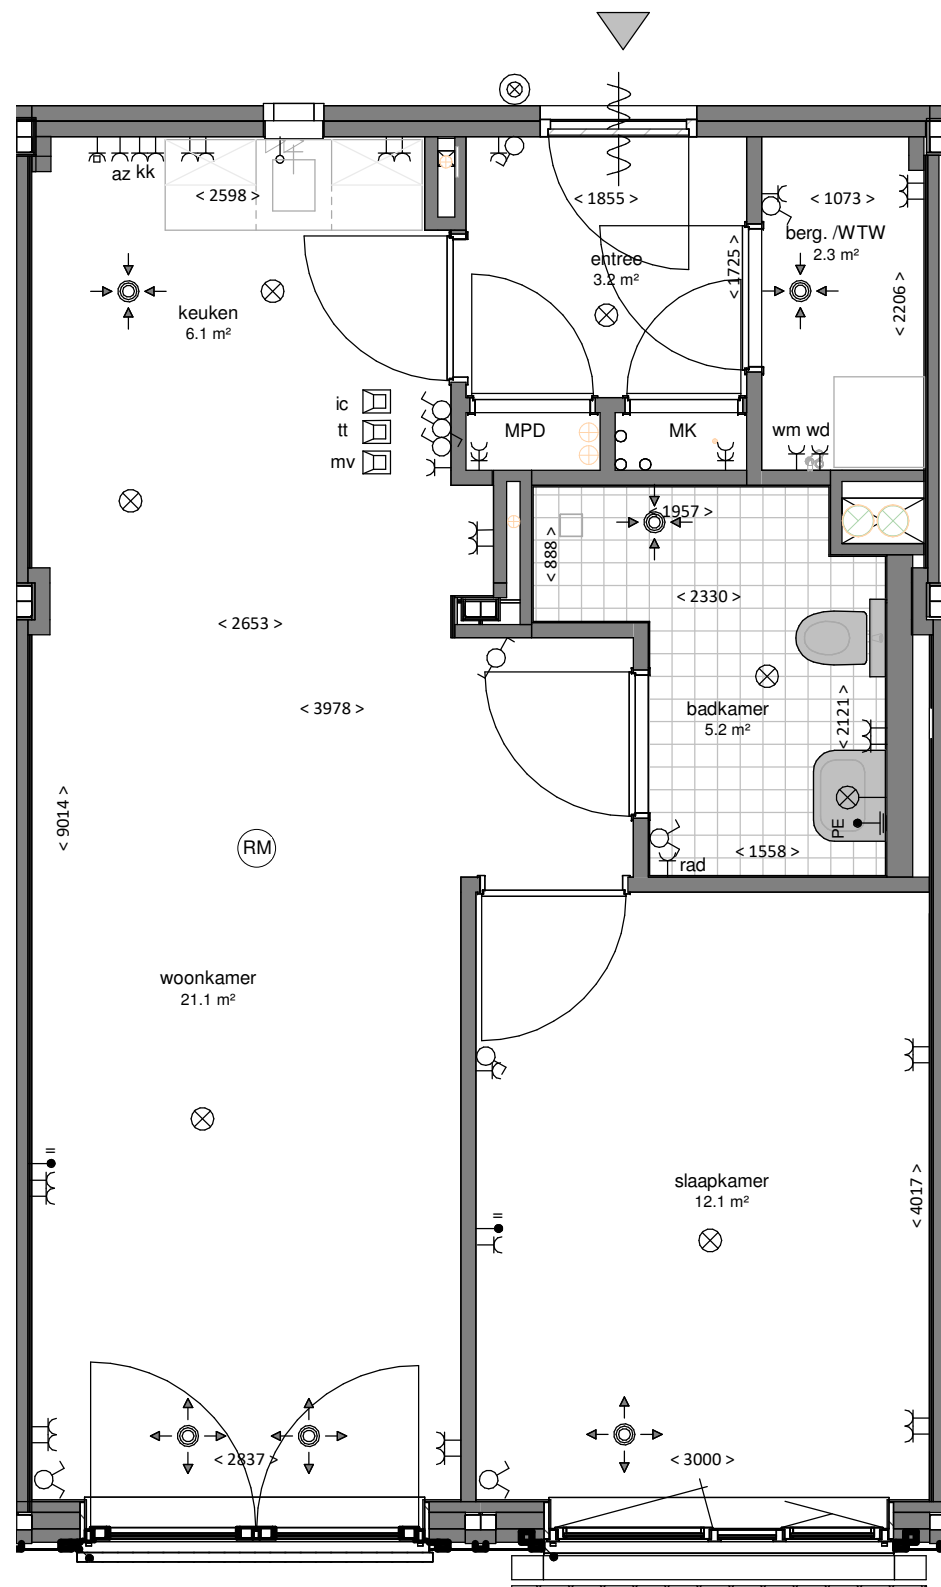 az kk
< 2598 >
< 1855 >
< 1073 >
entree
3.2 m²
< 1725 >
berg. /WTW
2.3 m²
< 2206 >
keuken
6.1 m²
ic
tt
mv
MPD
MK
wm wd
< 1957 >
< 888 >
< 2330 >
< 2653 >
< 3978 >
badkamer
5.2 m²
< 2121 >
< 9014 >
RM
PE
< 1558 >
rad
woonkamer
21.1 m²
slaapkamer
12.1 m²
< 4017 >
< 2837 >
< 3000 >